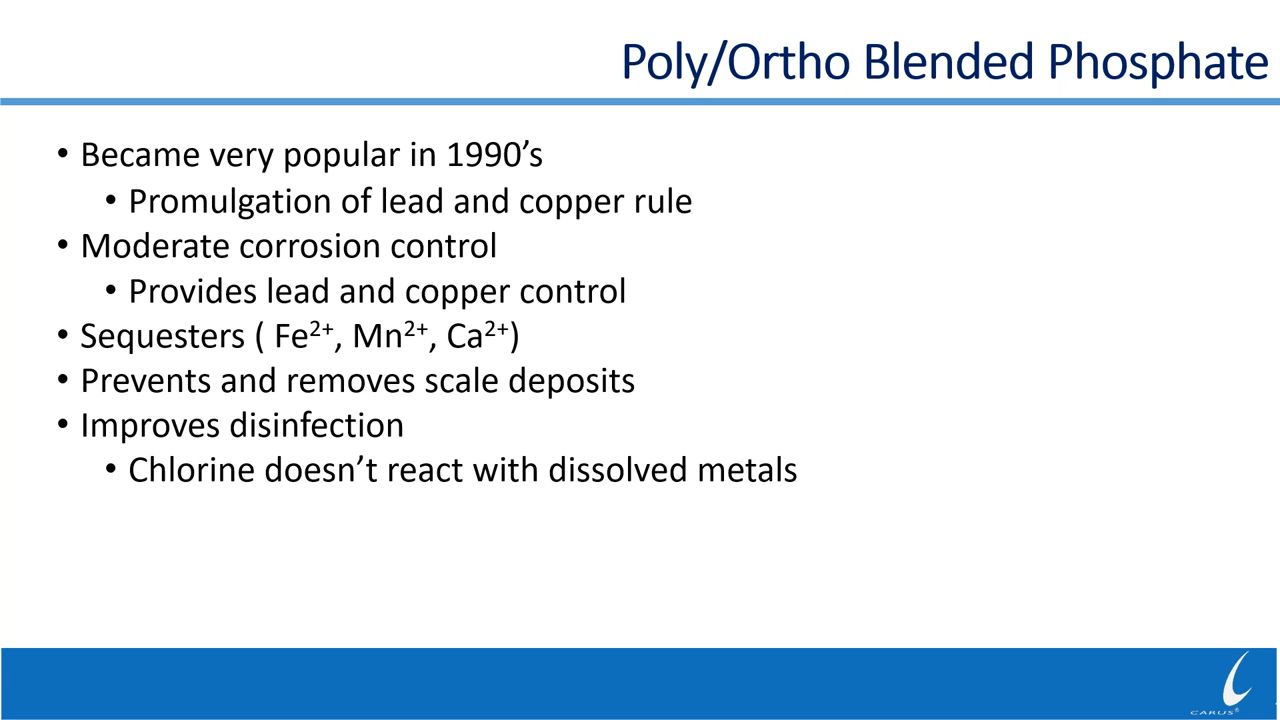 Poly/Ortho Blended Phosphate
• Became very popular in 1990’s
• Promulgation of lead and copper rule
• Moderate corrosion control
• Provides lead and copper control
• Sequesters ( Fe²⁺, Mn²⁺, Ca²⁺)
• Prevents and removes scale deposits
• Improves disinfection
• Chlorine doesn’t react with dissolved metals
CARUS®